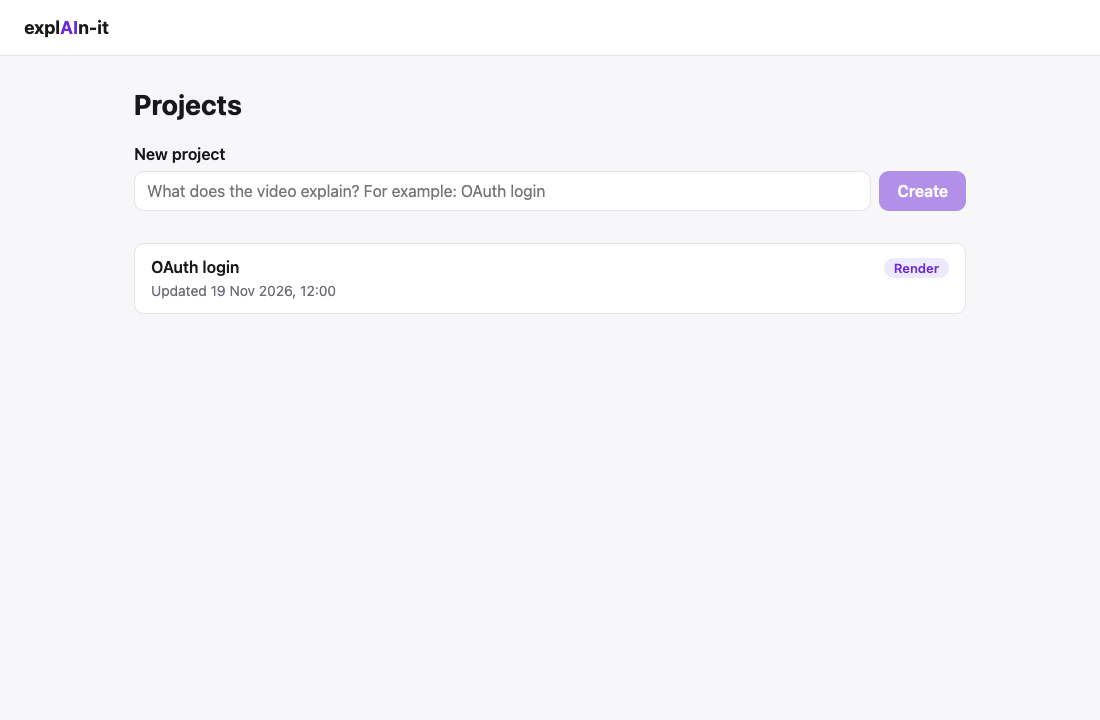 explAIn-it
Projects
New project
What does the video explain? For example: OAuth login
Create
OAuth login
Render
Updated 19 Nov 2026, 12:00